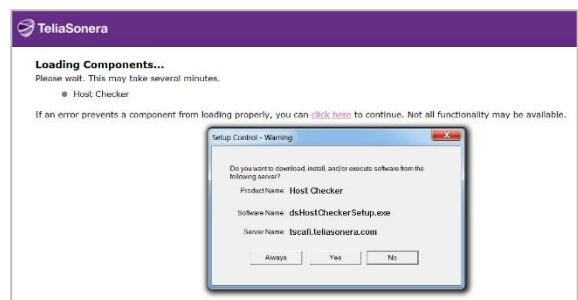 TeliaSonera
Loading Components...
Please wait. This may take several minutes.
Host Checker
If an error prevents a component from loading properly, you can click here to continue. Not all functionality may be available.
Setup Control - Warning
Do you want to download, install, and/or execute software from the
following server?
Product Name: Host Checker
Software Name: dsHostCheckerSetup.exe
Server Name: tscafi.teliasonera.com
Always Yes No